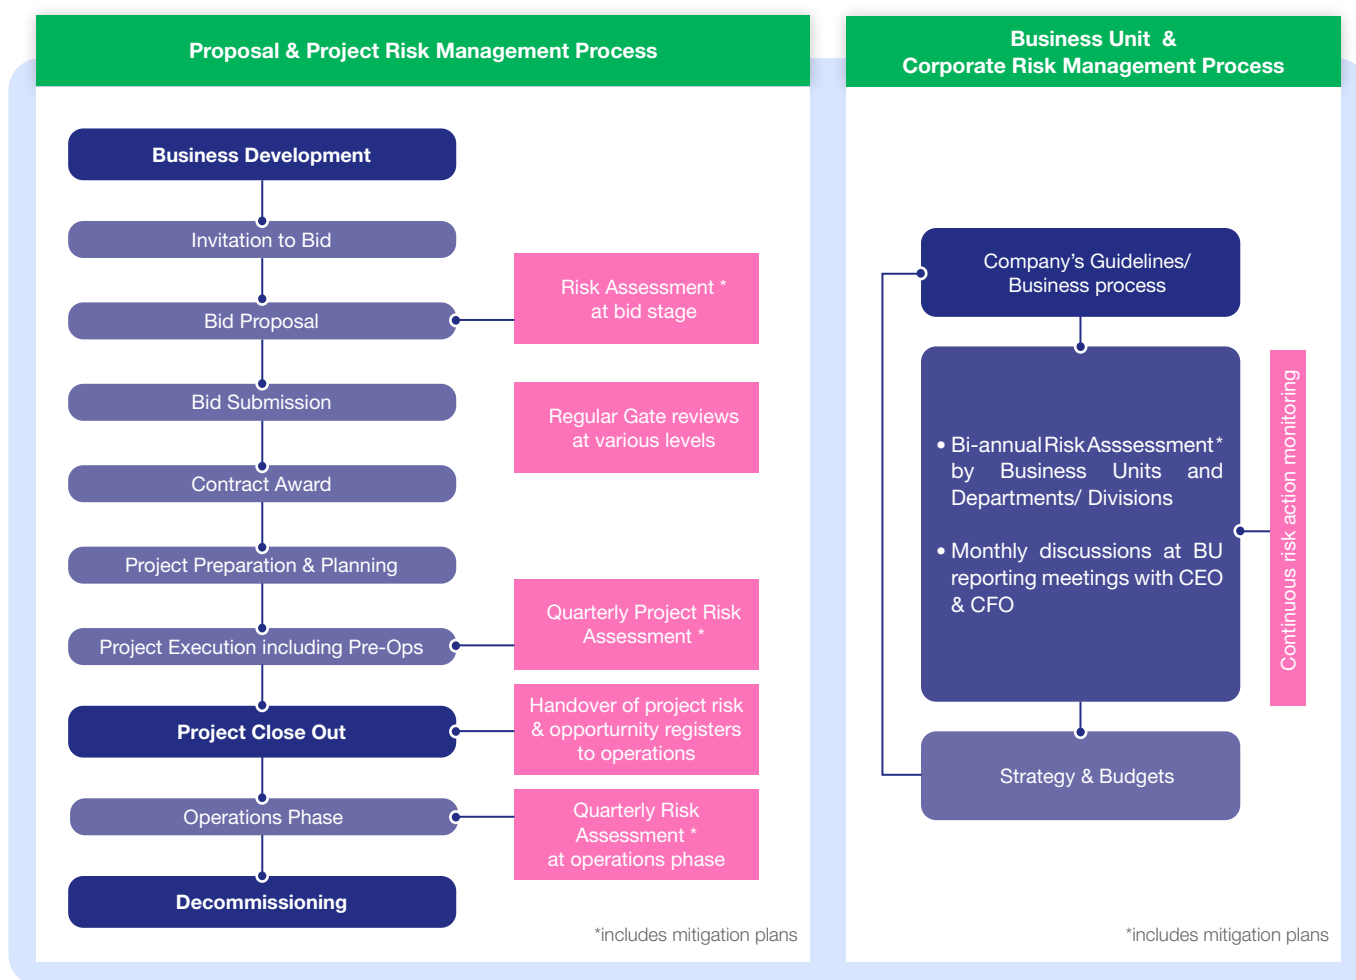 Proposal & Project Risk Management Process
Business Development
Invitation to Bid
Bid Proposal
Risk Assessment *
at bid stage
Bid Submission
Regular Gate reviews
at various levels
Contract Award
Project Preparation & Planning
Project Execution including Pre-Ops
Quarterly Project Risk
Assessment *
Project Close Out
Handover of project risk
& opportunity registers
to operations
Operations Phase
Quarterly Risk
Assessment *
at operations phase
Decommissioning
*includes mitigation plans
Business Unit &
Corporate Risk Management Process
Company's Guidelines/
Business process
• Bi-annual Risk Asssessment*
by Business Units and
Departments/ Divisions
• Monthly discussions at BU
reporting meetings with CEO
& CFO
Continuous risk action monitoring
Strategy & Budgets
*includes mitigation plans